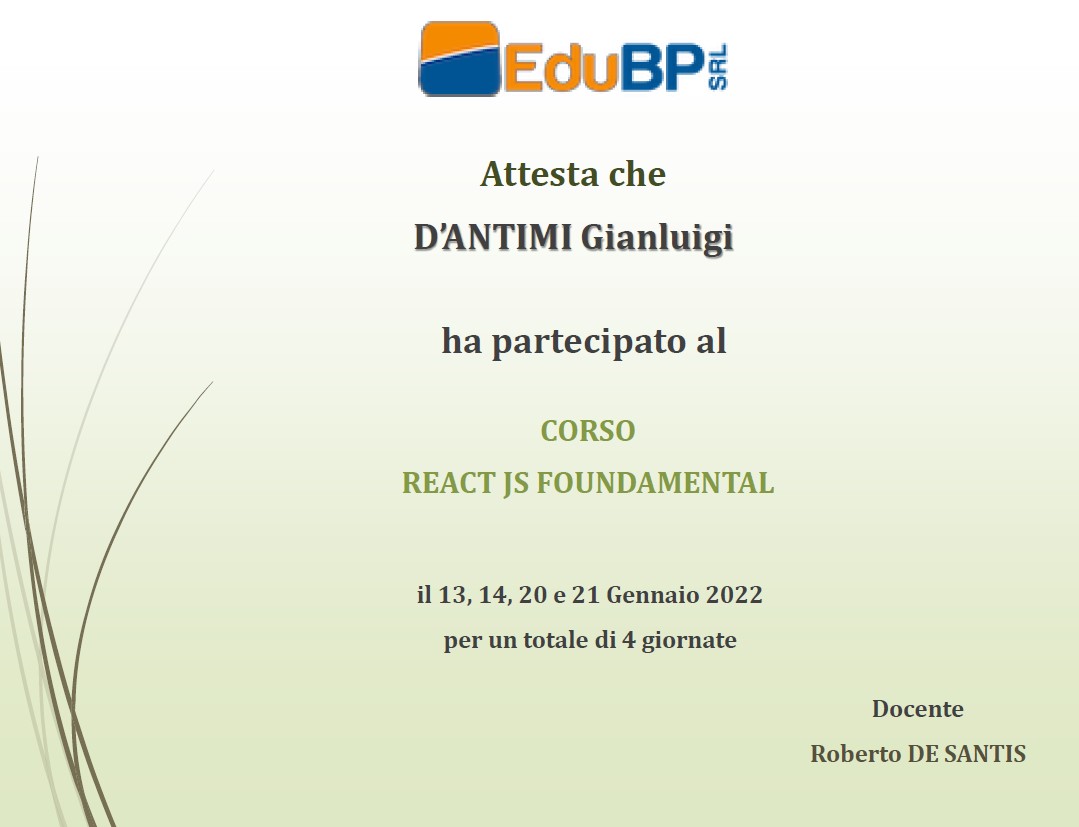 EduBP SRL
Attesta che
D’ANTIMI Gianluigi
ha partecipato al
CORSO
REACT JS FOUNDAMENTAL
il 13, 14, 20 e 21 Gennaio 2022
per un totale di 4 giornate
Docente
Roberto DE SANTIS